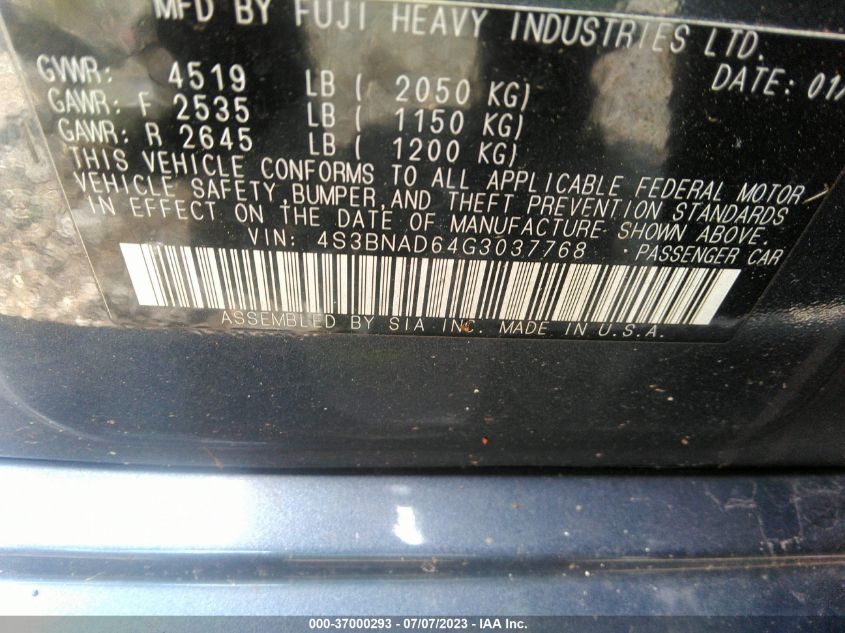 MFD BY FUJI HEAVY INDUSTRIES LTD.
GVWR: 4519 LB ( 2050 KG) DATE: 01/
GAWR: F 2535 LB ( 1150 KG)
GAWR: R 2645 LB ( 1200 KG)
THIS VEHICLE CONFORMS TO ALL APPLICABLE FEDERAL MOTOR
VEHICLE SAFETY,BUMPER,AND THEFT PREVENTION STANDARDS
IN EFFECT ON THE DATE OF MANUFACTURE SHOWN ABOVE.
VIN: 4S3BNAD64G3037768 PASSENGER CAR
ASSEMBLED BY SIA INC. MADE IN U.S.A.
000-37000293 - 07/07/2023 - IAA Inc.